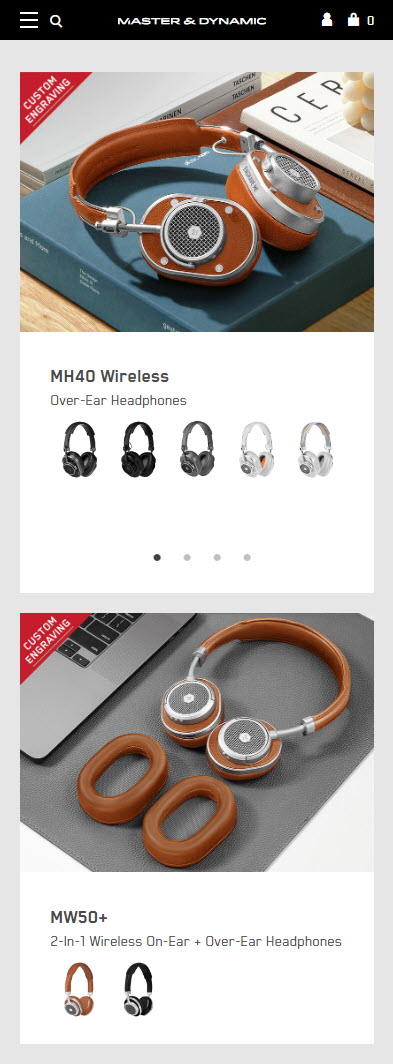 MASTER & DYNAMIC
0
CUSTOM
ENGRAVING
TASCHEN
TASCHEN
CER
MH40 Wireless
Over-Ear Headphones
CUSTOM
ENGRAVING
MW50+
2-In-1 Wireless On-Ear + Over-Ear Headphones